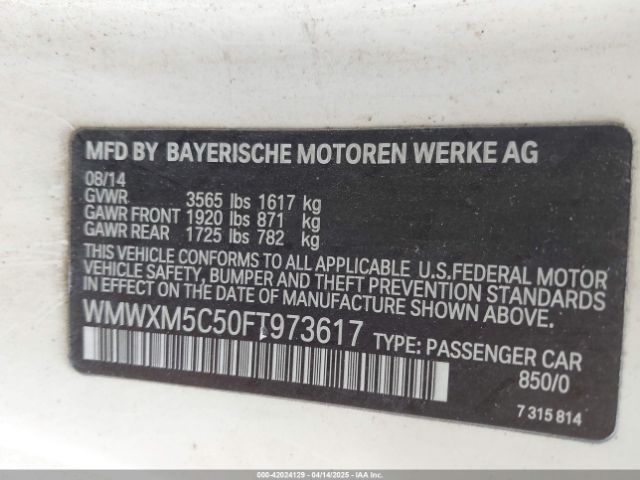 MFD BY BAYERISCHE MOTOREN WERKE AG
08/14
GVWR 3565 lbs 1617 kg
GAWR FRONT 1920 lbs 871 kg
GAWR REAR 1725 lbs 782 kg
THIS VEHICLE CONFORMS TO ALL APPLICABLE U.S.FEDERAL MOTOR
VEHICLE SAFETY, BUMPER AND THEFT PREVENTION STANDARDS
IN EFFECT ON THE DATE OF MANUFACTURE SHOWN ABOVE.
WMWXM5C50FT973617 TYPE: PASSENGER CAR
850/0
7 315 814
000-42024129 - 04/14/2025 - IAAI.COM